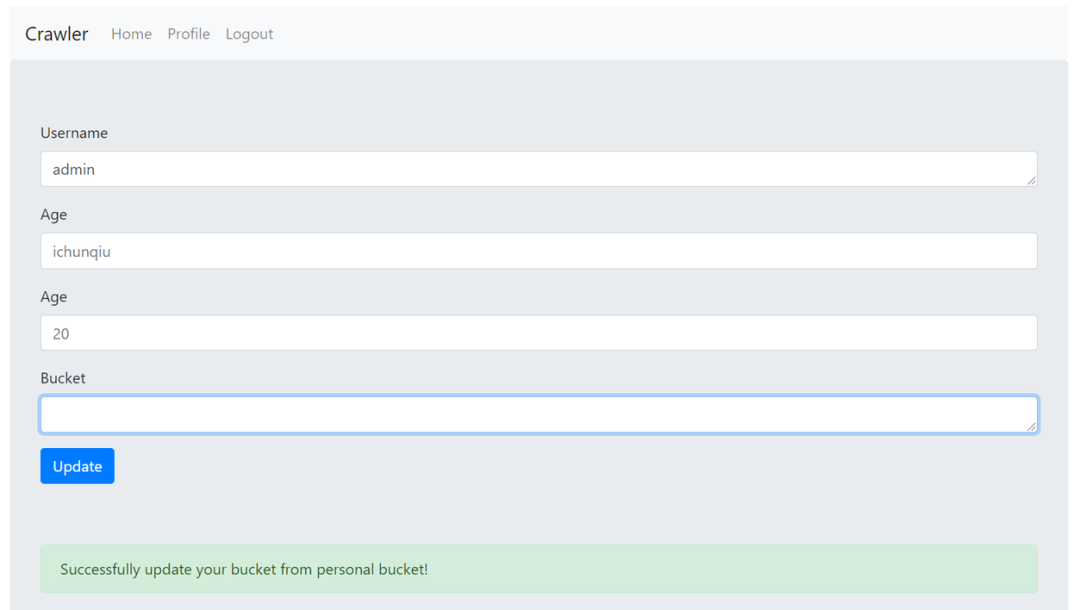 Crawler Home Profile Logout
Username
admin
Age
ichunqiu
Age
20
Bucket
Update
Successfully update your bucket from personal bucket!